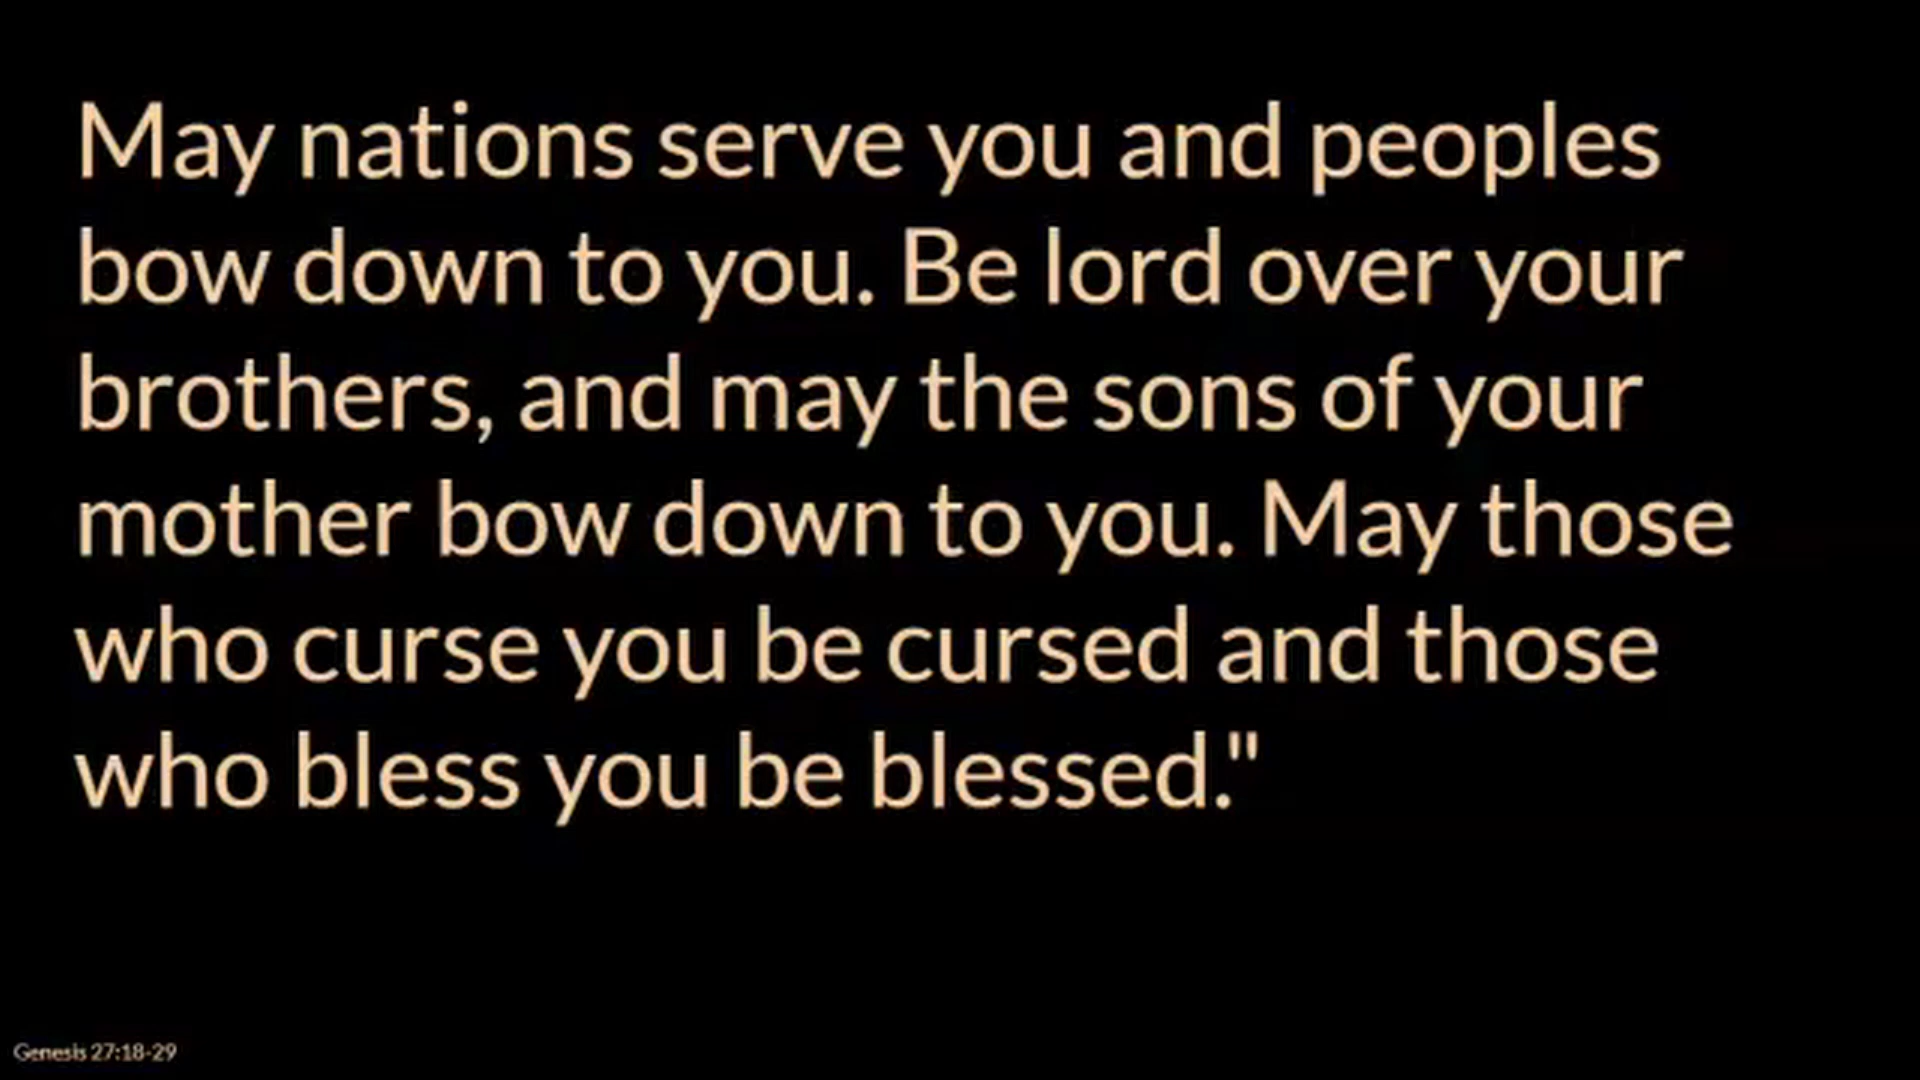 May nations serve you and peoples
bow down to you. Be lord over your
brothers, and may the sons of your
mother bow down to you. May those
who curse you be cursed and those
who bless you be blessed."
Genesis 27:18-29